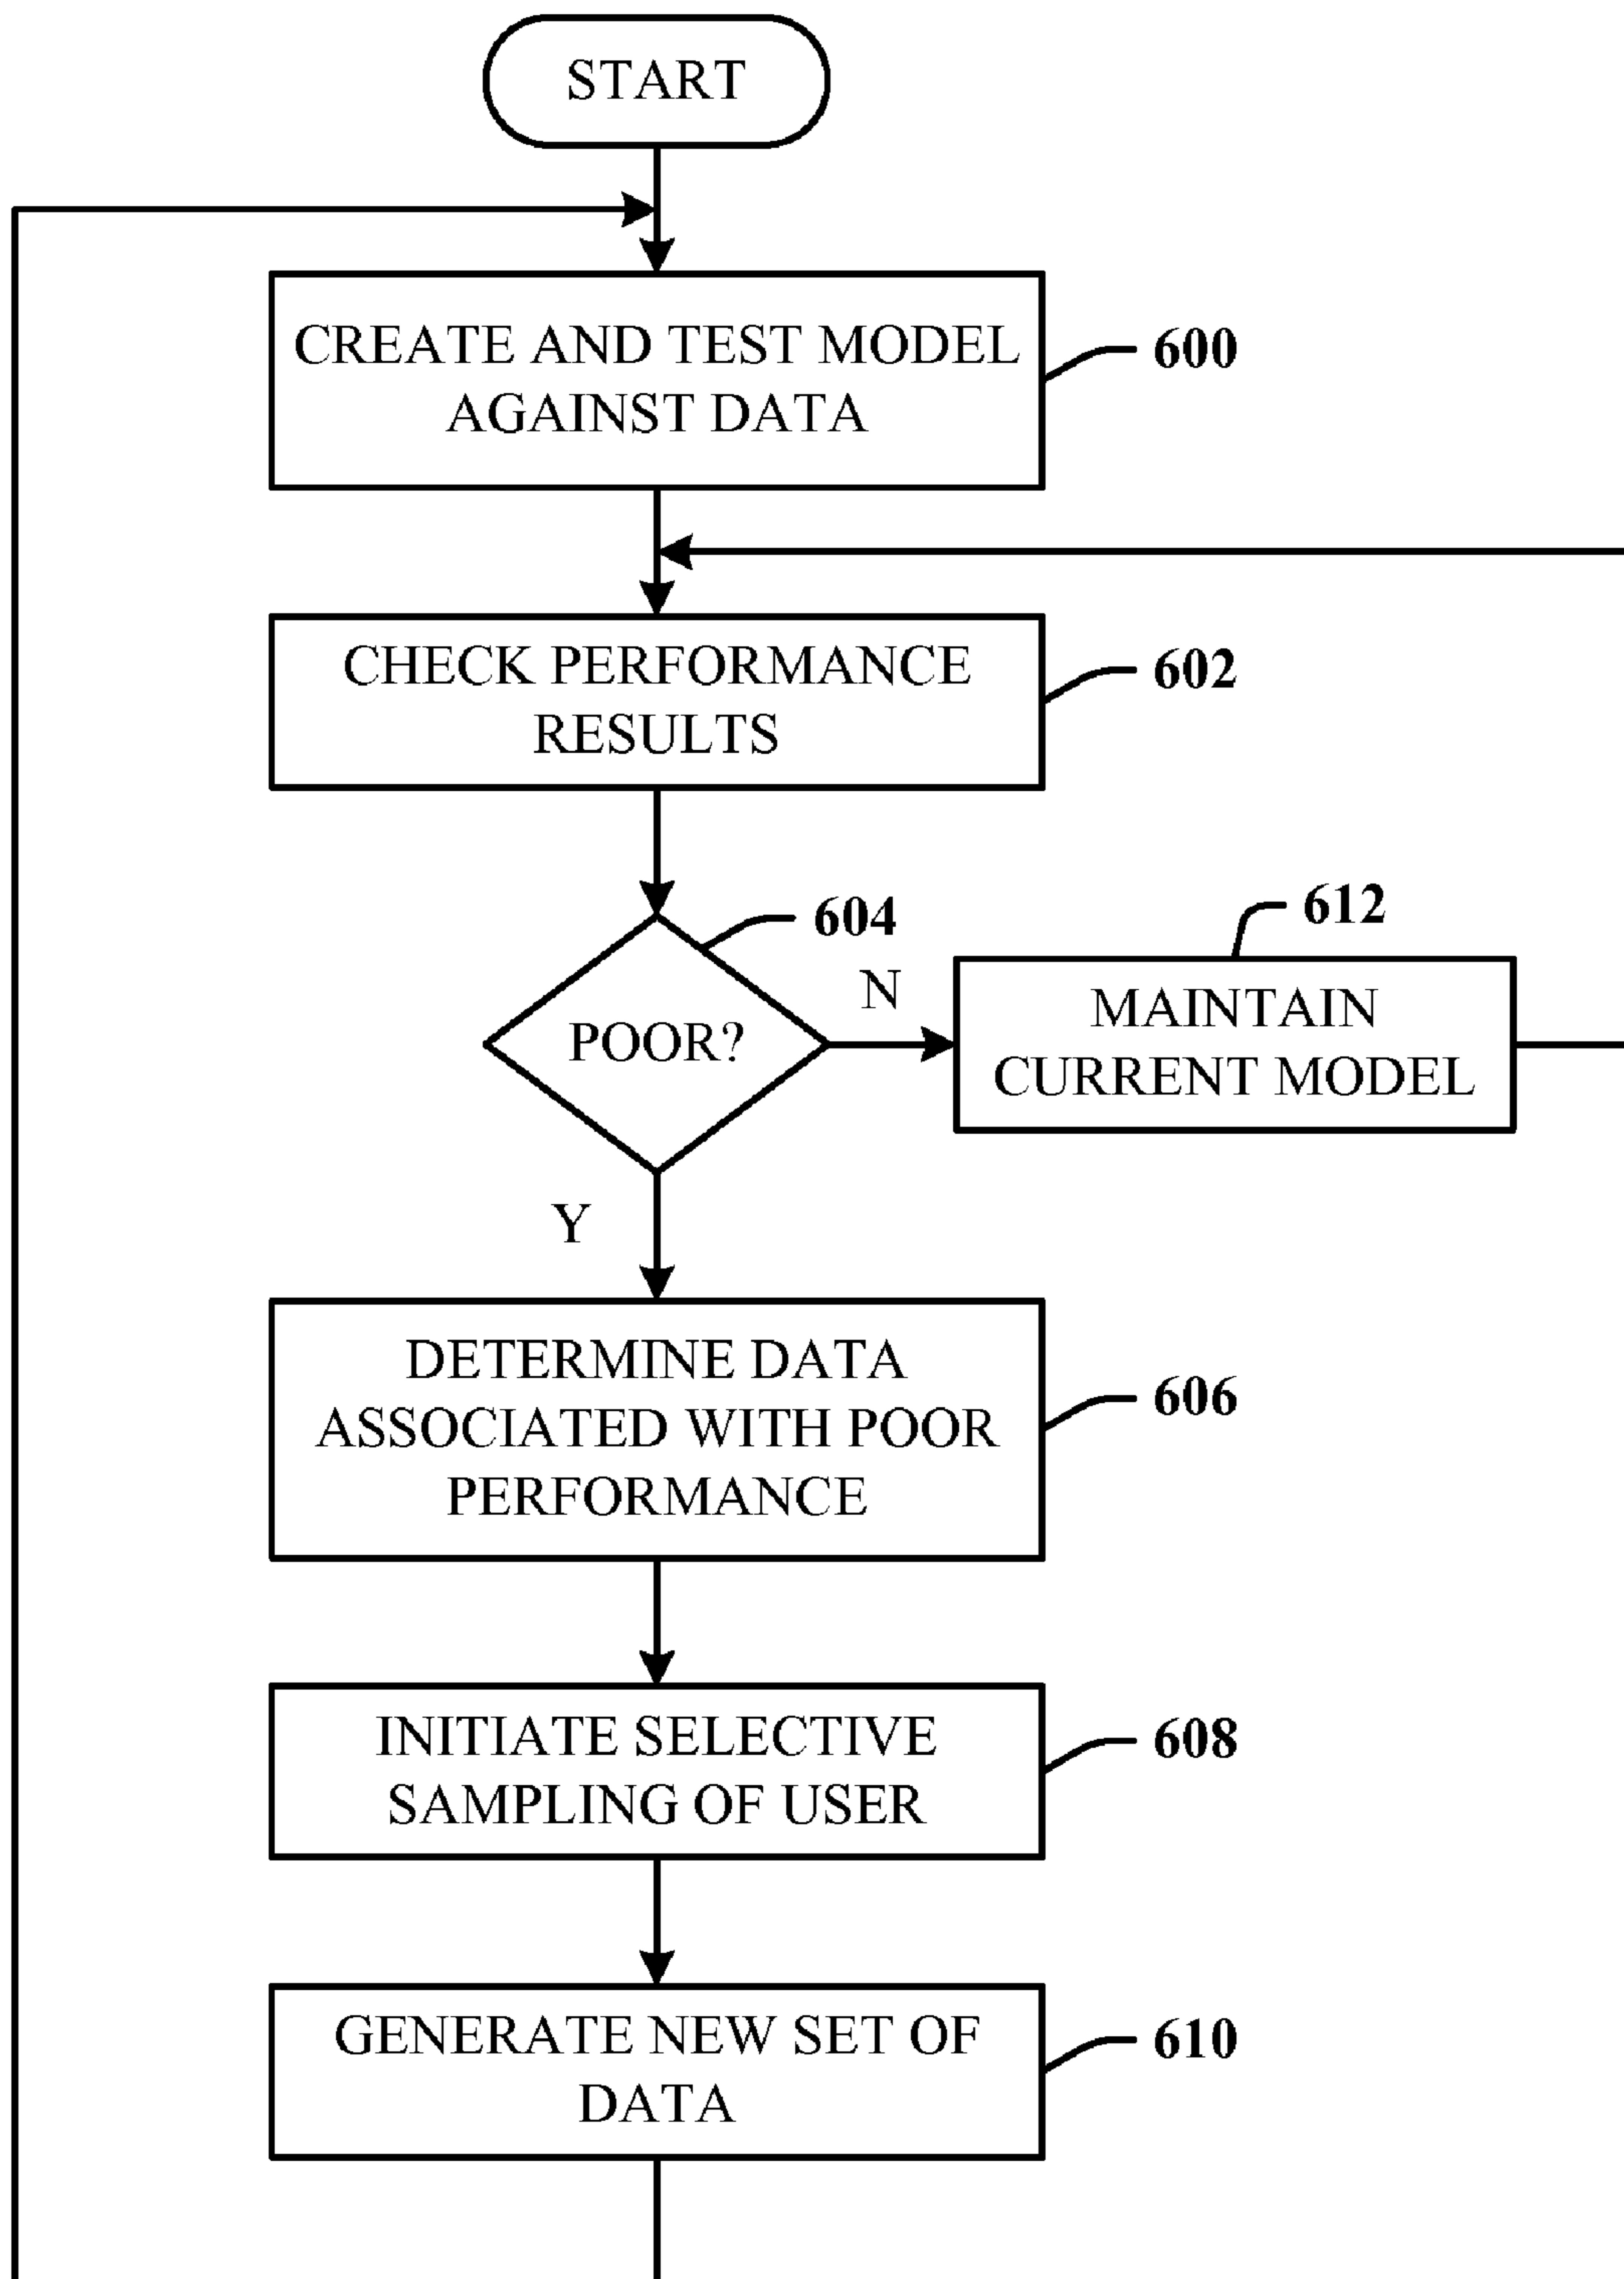 START
CREATE AND TEST MODEL
AGAINST DATA
600
CHECK PERFORMANCE
RESULTS
602
604
POOR?
N
612
MAINTAIN
CURRENT MODEL
Y
DETERMINE DATA
ASSOCIATED WITH POOR
PERFORMANCE
606
INITIATE SELECTIVE
SAMPLING OF USER
608
GENERATE NEW SET OF
DATA
610